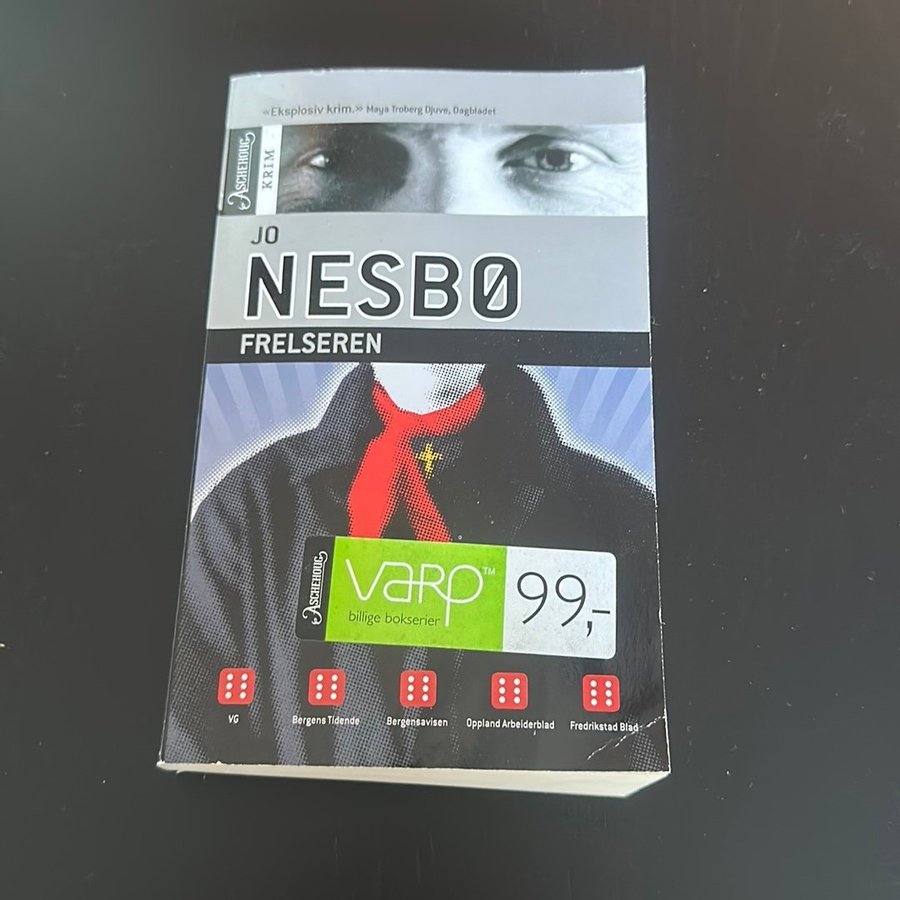 «Eksplosiv krim.» Maya Troberg Djuve, Dagbladet
ASCHEHOUG
KRIM
JO
NESBØ
FRELSEREN
ASCHEHOUG
VARP™
billige bokserier
99,-
VG
Bergens Tidende
Bergensavisen
Oppland Arbeiderblad
Fredrikstad Blad